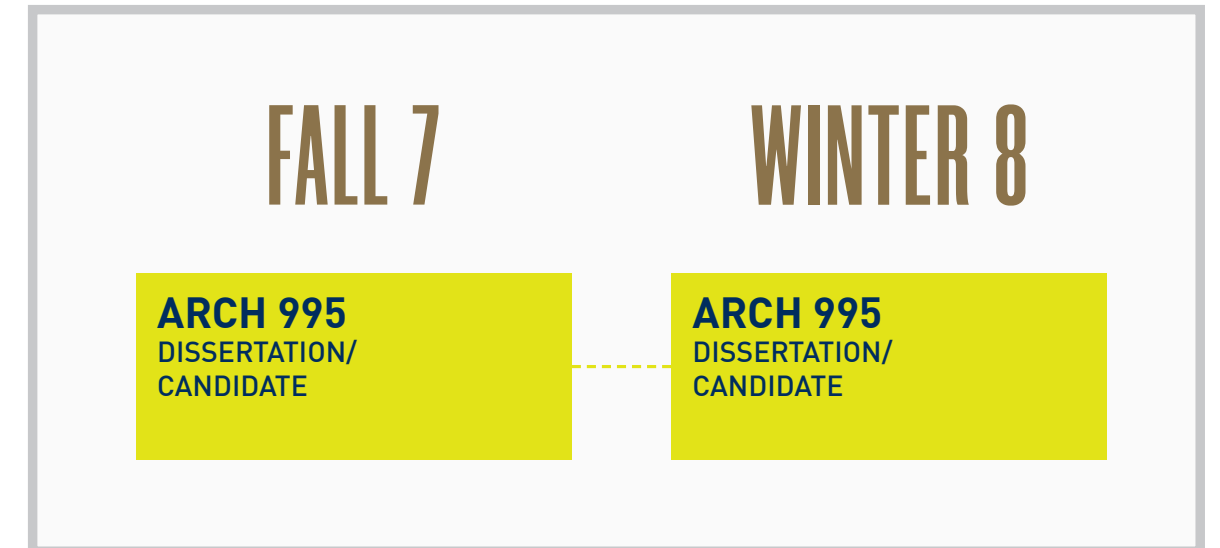 FALL 7
WINTER 8
ARCH 995
DISSERTATION/
CANDIDATE
ARCH 995
DISSERTATION/
CANDIDATE